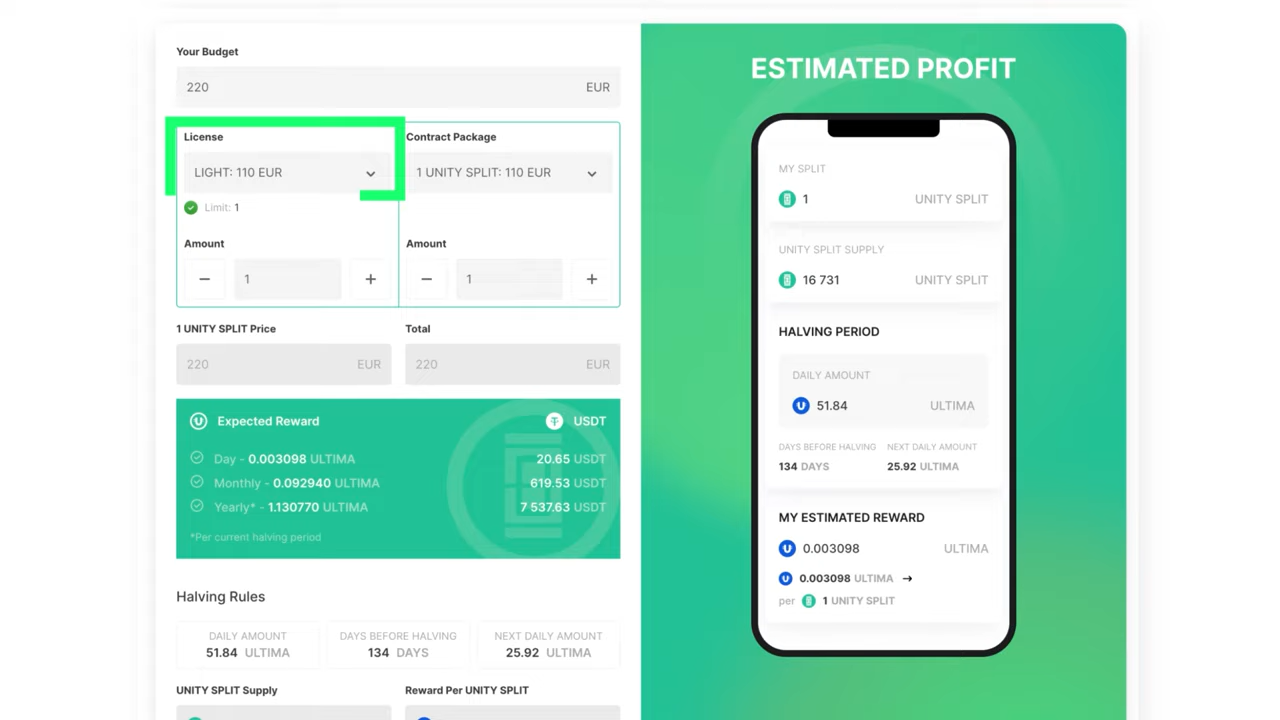 Your Budget
220 EUR
License
LIGHT: 110 EUR
Limit: 1
Amount
1
Contract Package
1 UNITY SPLIT: 110 EUR
Amount
1
1 UNITY SPLIT Price
220 EUR
Total
220 EUR
Expected Reward USDT
Day - 0.003098 ULTIMA 20.65 USDT
Monthly - 0.092940 ULTIMA 619.53 USDT
Yearly* - 1.130770 ULTIMA 7 537.63 USDT
*Per current halving period
Halving Rules
DAILY AMOUNT
51.84 ULTIMA
DAYS BEFORE HALVING
134 DAYS
NEXT DAILY AMOUNT
25.92 ULTIMA
UNITY SPLIT Supply
Reward Per UNITY SPLIT
ESTIMATED PROFIT
MY SPLIT
1 UNITY SPLIT
UNITY SPLIT SUPPLY
16 731 UNITY SPLIT
HALVING PERIOD
DAILY AMOUNT
51.84 ULTIMA
DAYS BEFORE HALVING
134 DAYS
NEXT DAILY AMOUNT
25.92 ULTIMA
MY ESTIMATED REWARD
0.003098 ULTIMA
0.003098 ULTIMA →
per 1 UNITY SPLIT